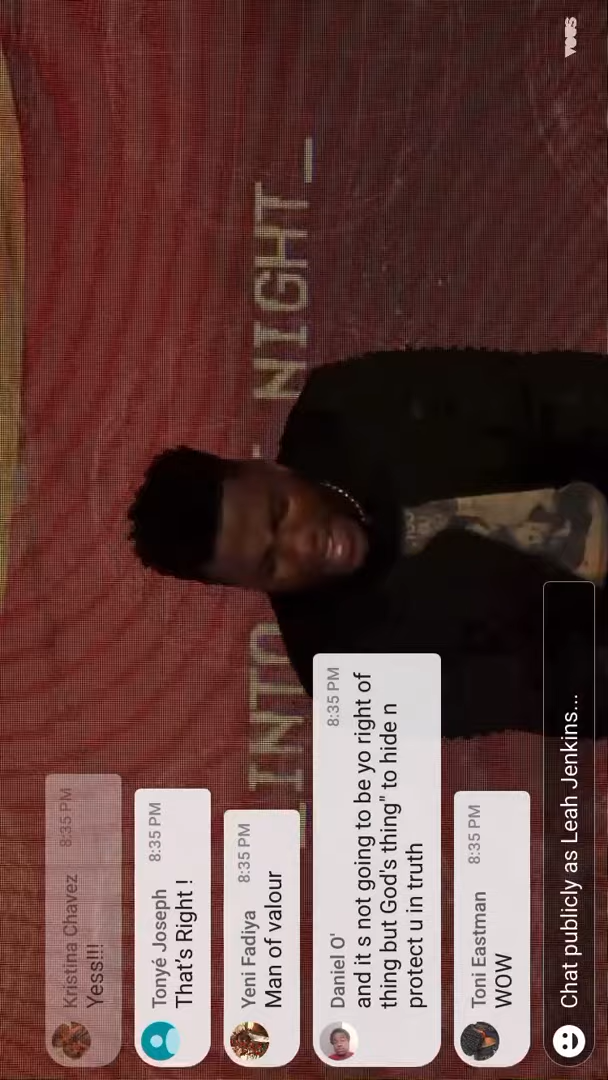 VOUS
INTO NIGHT_
Kristina Chavez 8:35 PM
Yess!!!
Tonyé Joseph 8:35 PM
That's Right !
Yeni Fadiya 8:35 PM
Man of valour
Daniel O' 8:35 PM
and it s not going to be yo right of
thing but God's thing" to hide n
protect u in truth
Toni Eastman 8:35 PM
WOW
Chat publicly as Leah Jenkins...